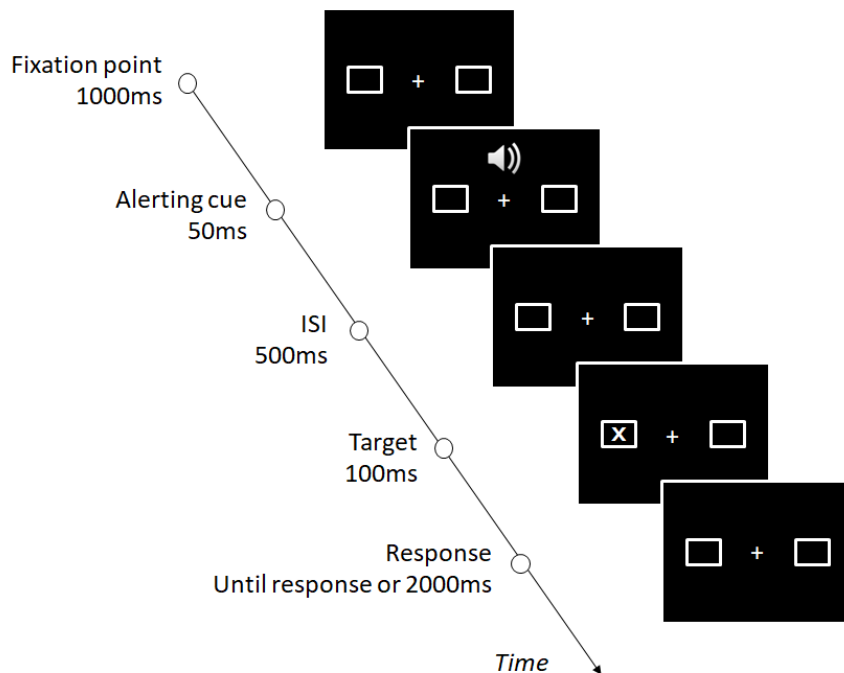 Fixation point
1000ms
+
Alerting cue
50ms
+
ISI
500ms
+
Target
100ms
X +
Response
Until response or 2000ms
+
Time